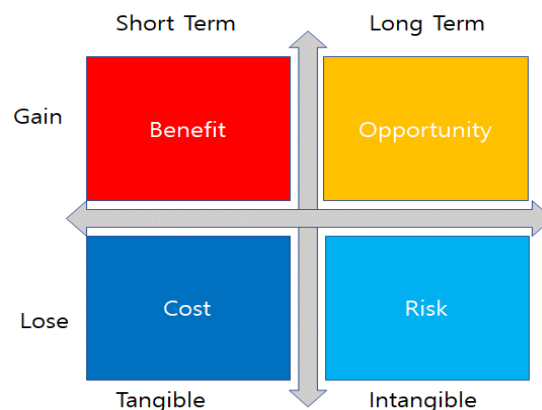 Short Term Long Term
Gain
Benefit Opportunity
Lose
Cost Risk
Tangible Intangible